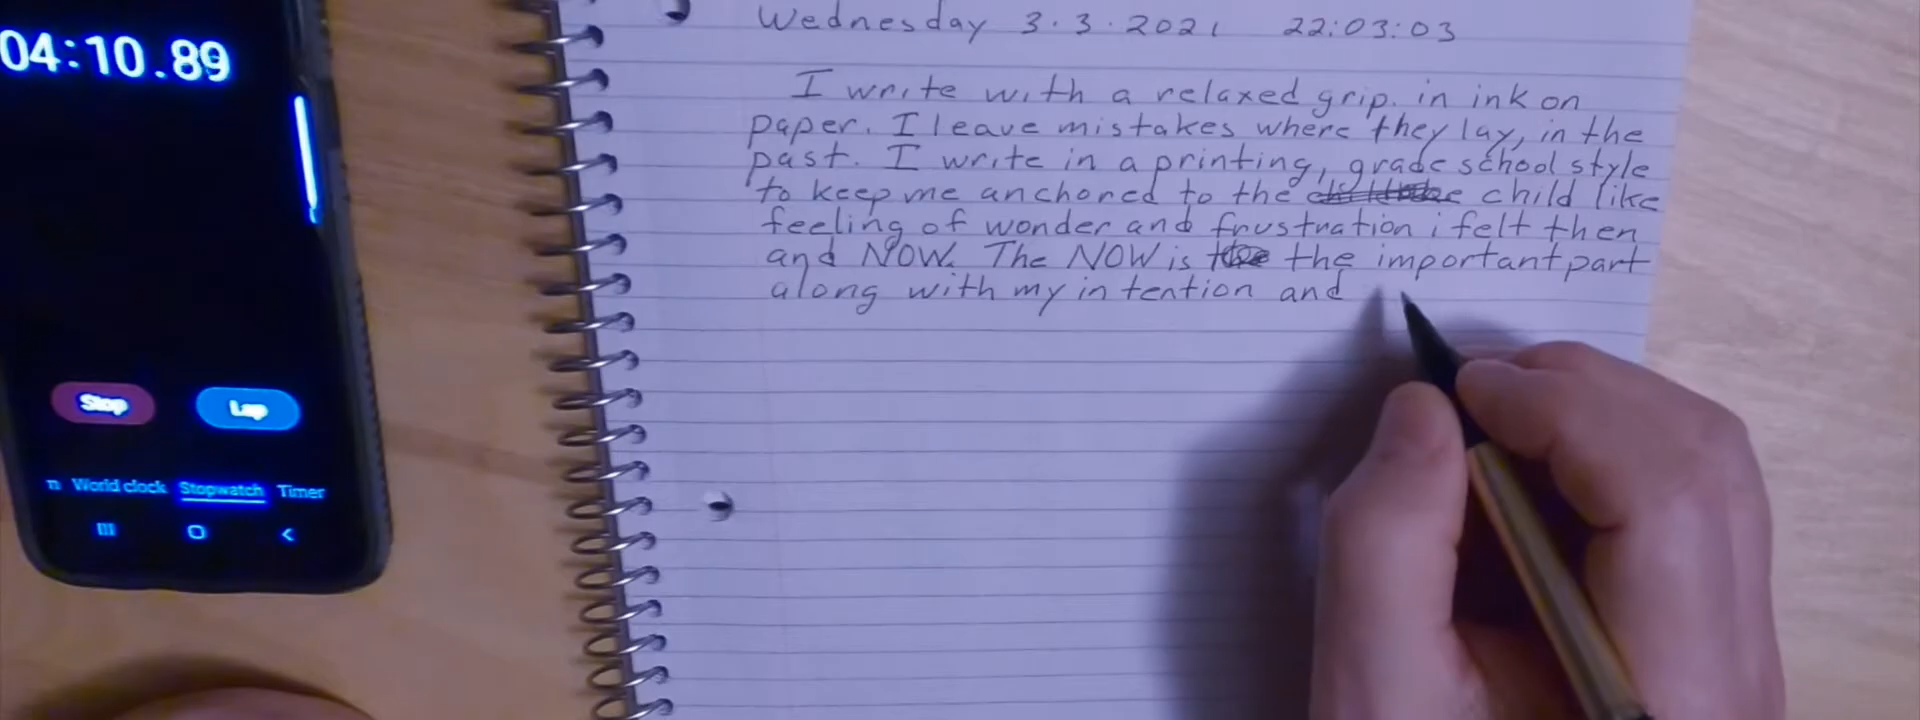 04:10.89
Stop Lap
World clock Stopwatch Timer
Wednesday 3.3.2021 22:03:03
I write with a relaxed grip. in ink on
paper. I leave mistakes where they lay, in the
past. I write in a printing, grade school style
to keep me anchored to the child like
feeling of wonder and frustration i felt then
and NOW. The NOW is the important part
along with my intention and